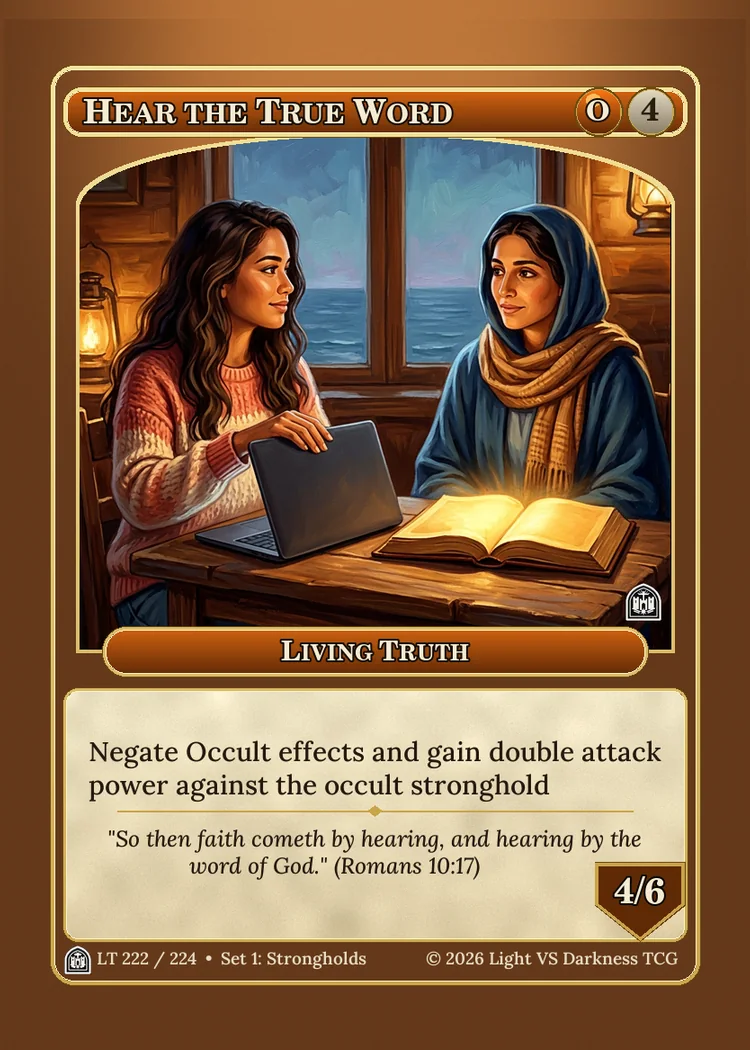 Hear the True Word
O 4
Living Truth
Negate Occult effects and gain double attack
power against the occult stronghold
"So then faith cometh by hearing, and hearing by the
word of God." (Romans 10:17)
4/6
LT 222 / 224 • Set 1: Strongholds
© 2026 Light VS Darkness TCG